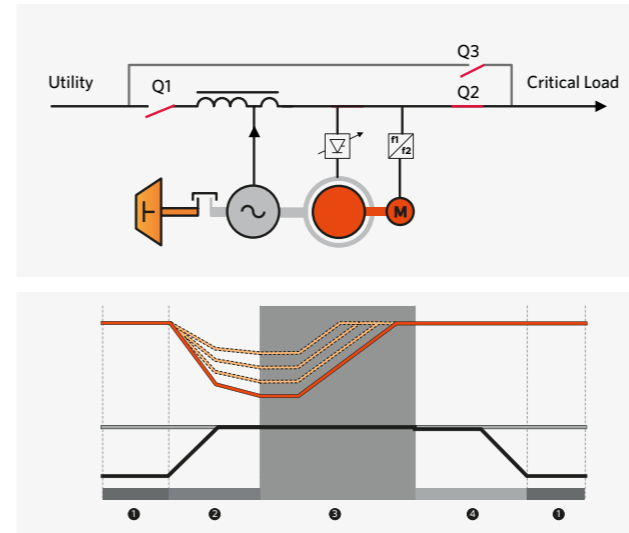 Q3
Utility Q1 Q2 Critical Load
f1
f2
M
❶ ❷ ❸ ❹ ❶